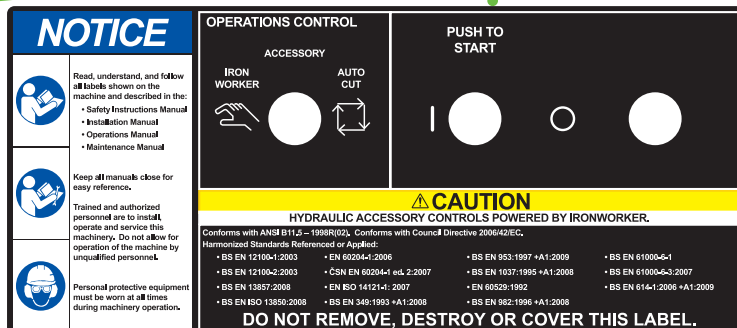 NOTICE
Read, understand, and follow
all labels shown on the
machine and described in the:
• Safety Instructions Manual
• Installation Manual
• Operations Manual
• Maintenance Manual
Keep all manuals close for
easy reference.
Trained and authorized
personnel are to install,
operate and service this
machinery. Do not allow for
operation of the machine by
unqualified personnel.
Personal protective equipment
must be worn at all times
during machinery operation.
OPERATIONS CONTROL
ACCESSORY
IRON
WORKER
AUTO
CUT
PUSH TO
START
CAUTION
HYDRAULIC ACCESSORY CONTROLS POWERED BY IRONWORKER.
Conforms with ANSI B11.5 – 1998R(02). Conforms with Council Directive 2006/42/EC.
Harmonized Standards Referenced or Applied:
• BS EN 12100-1:2003 • EN 60204-1:2006 • BS EN 953:1997 +A1:2009 • BS EN 61000-6-1
• BS EN 12100-2:2003 • ČSN EN 60204-1 ed. 2:2007 • BS EN 1037:1995 +A1:2008 • BS EN 61000-6-3:2007
• BS EN 13857:2008 • EN ISO 14121-1: 2007 • EN 60529:1992 • BS EN 614-1:2006 +A1:2009
• BS EN ISO 13850:2008 • BS EN 349:1993 +A1:2008 • BS EN 982:1996 +A1:2008
DO NOT REMOVE, DESTROY OR COVER THIS LABEL.